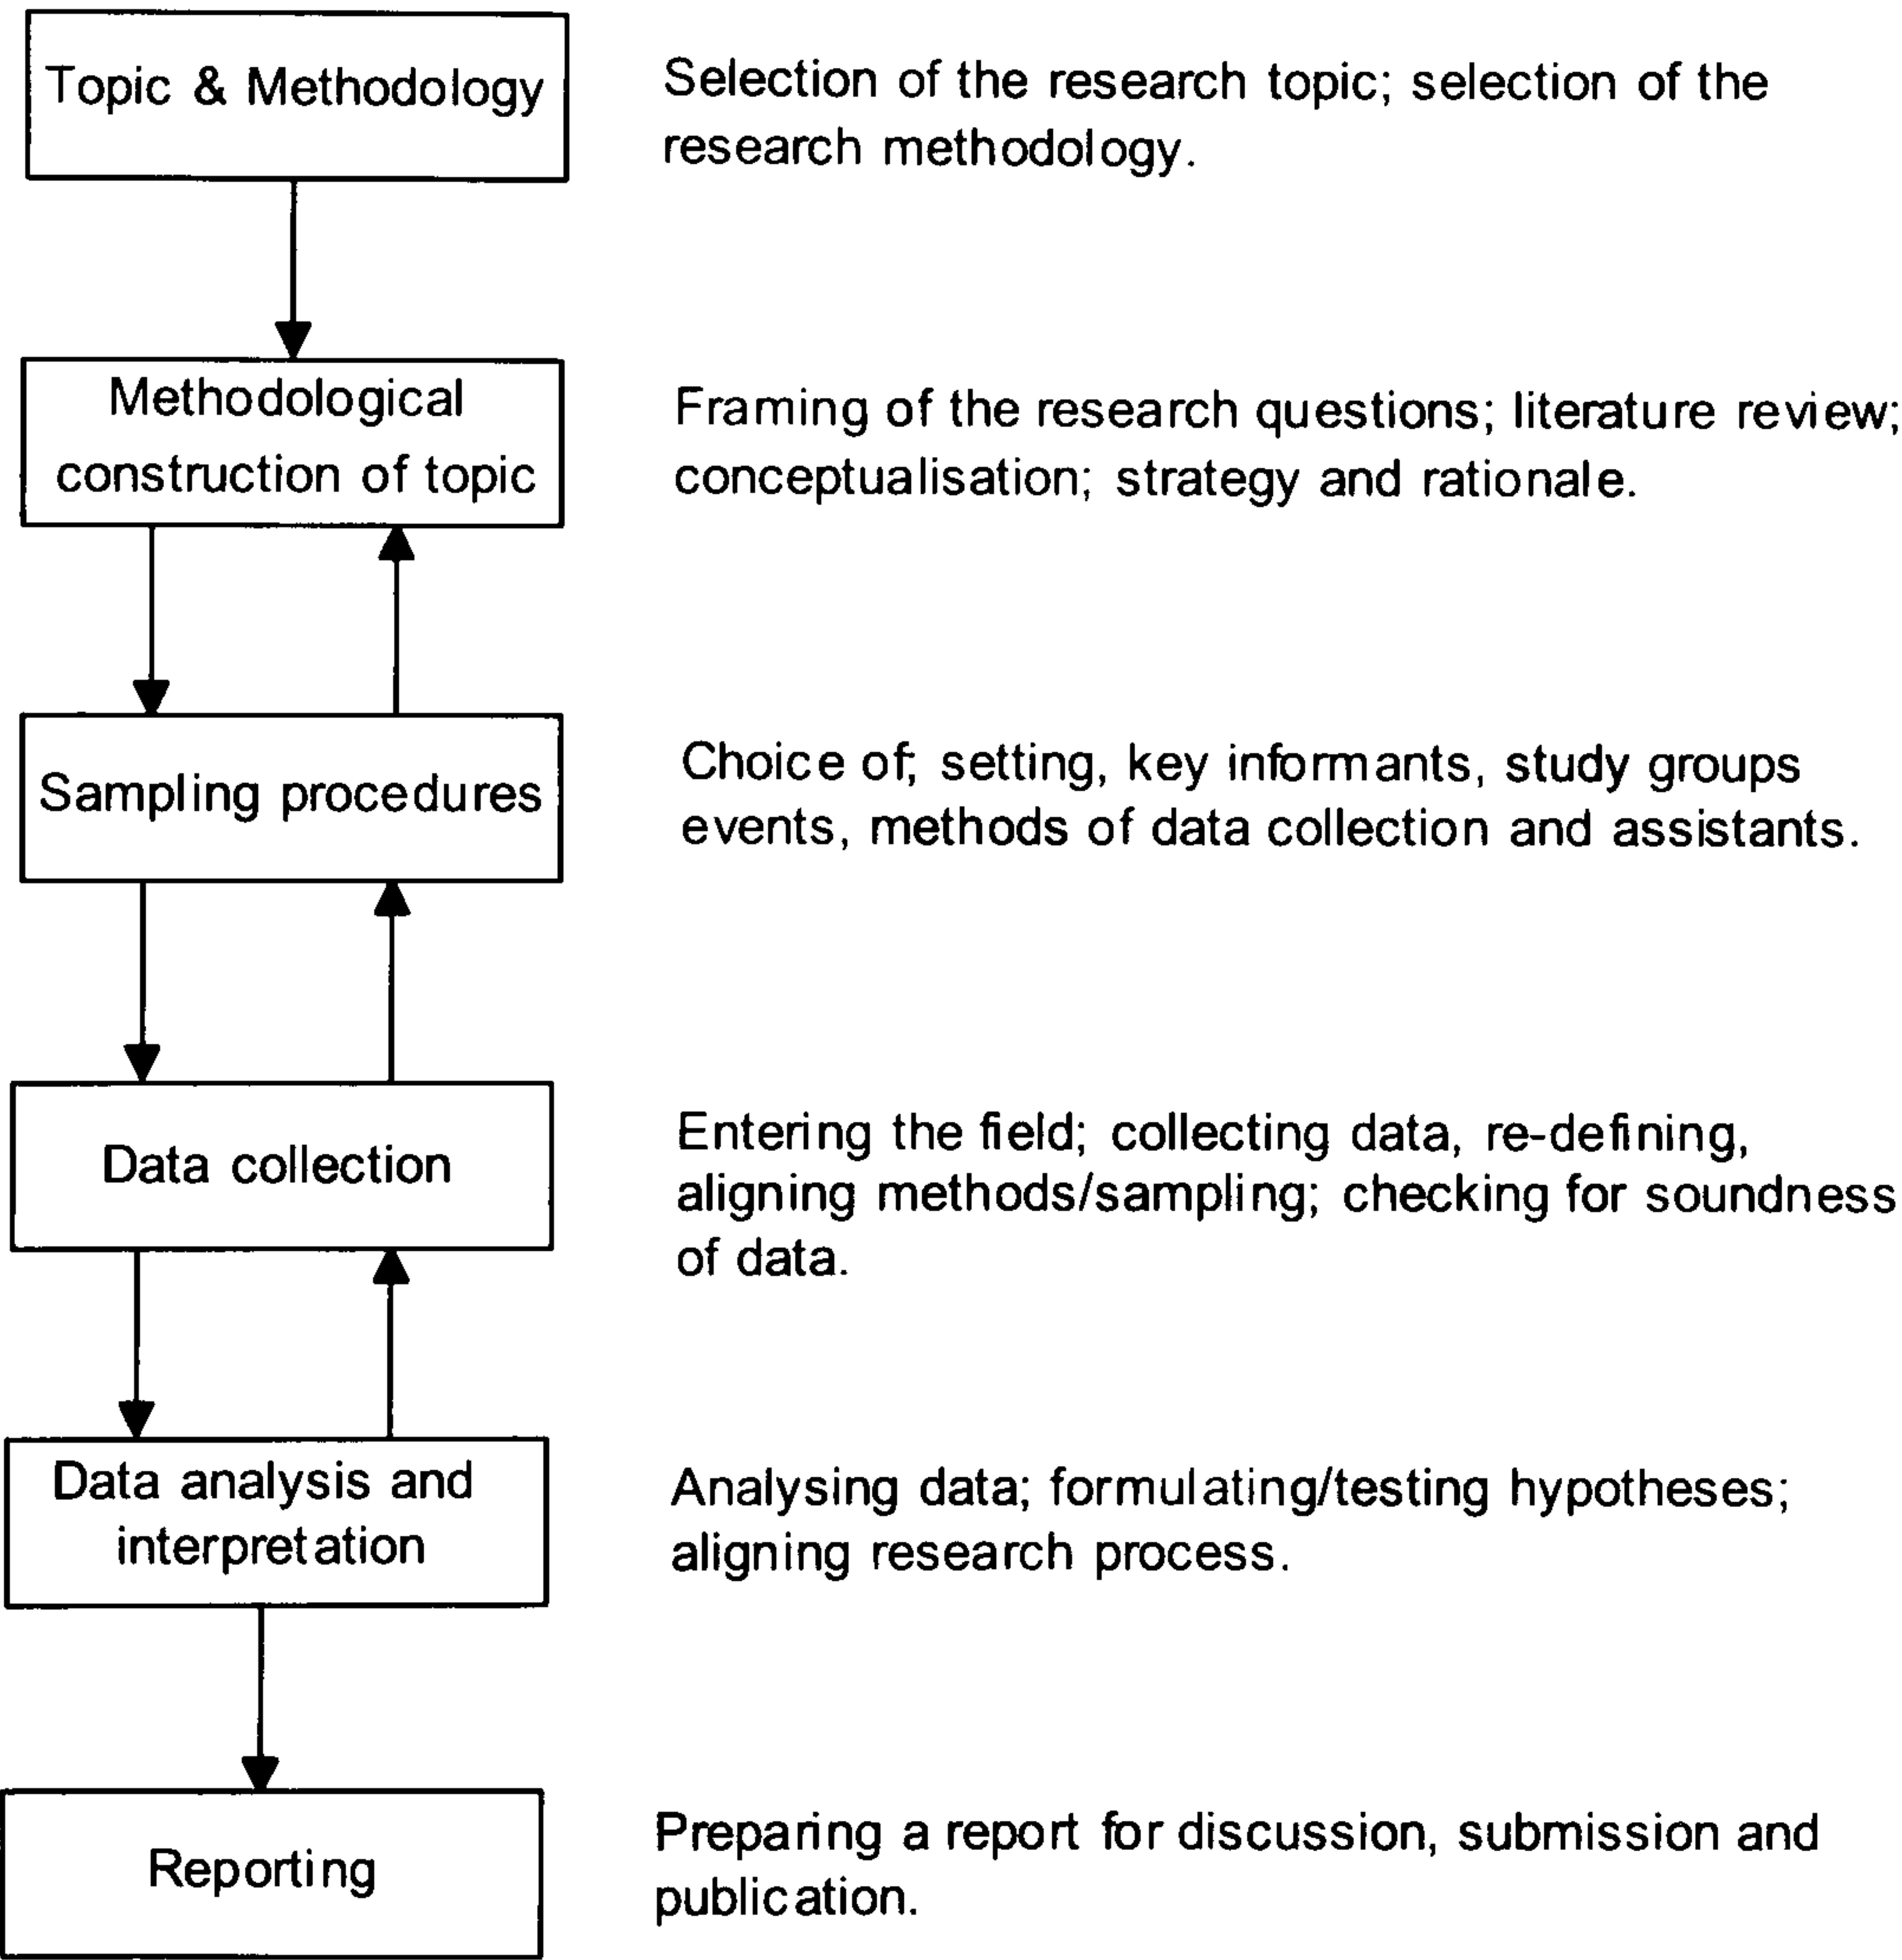 Topic & Methodology
Selection of the research topic; selection of the
research methodology.
Methodological
construction of topic
Framing of the research questions; literature review;
conceptualisation; strategy and rationale.
Sampling procedures
Choice of; setting, key informants, study groups
events, methods of data collection and assistants.
Data collection
Entering the field; collecting data, re-defining,
aligning methods/sampling; checking for soundness
of data.
Data analysis and
interpretation
Analysing data; formulating/testing hypotheses;
aligning research process.
Reporting
Preparing a report for discussion, submission and
publication.